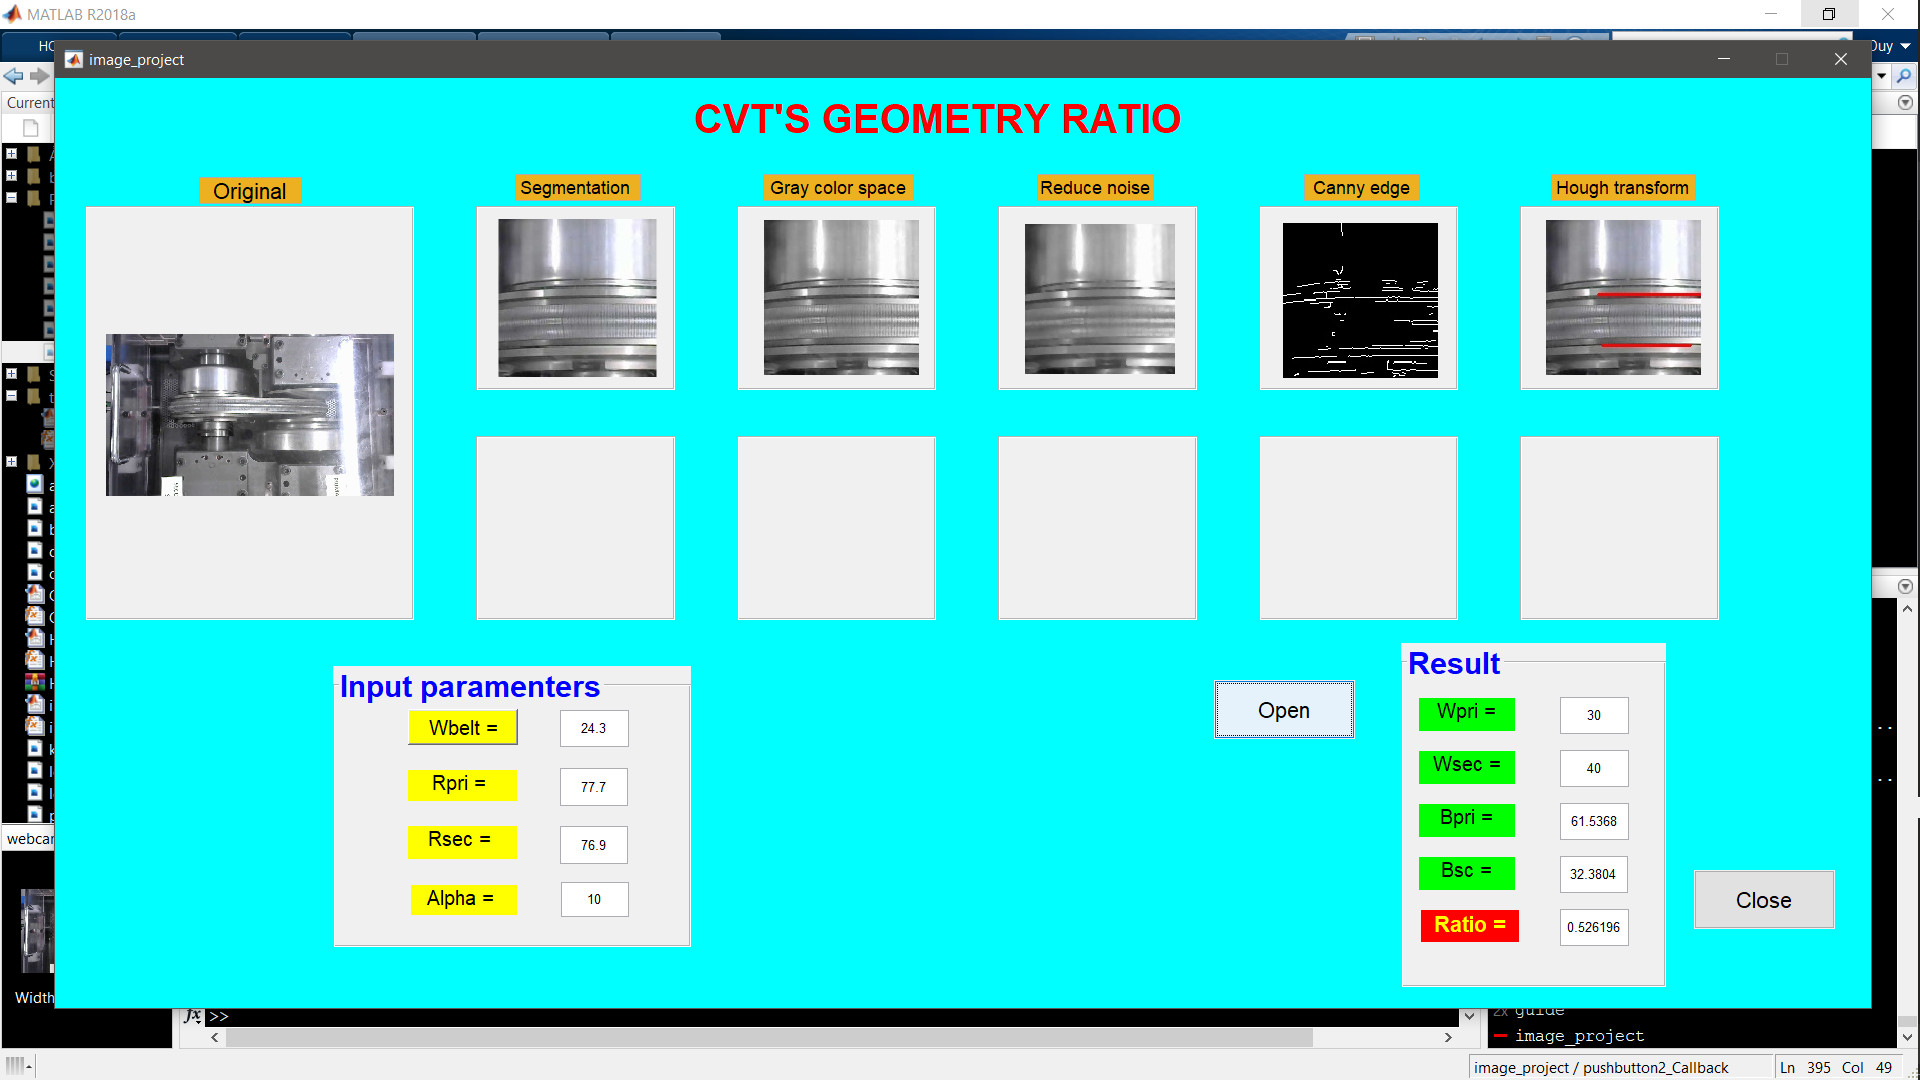 MATLAB R2018a
HO
Duy
image_project
Current
CVT'S GEOMETRY RATIO
Original
Segmentation
Gray color space
Reduce noise
Canny edge
Hough transform
Input paramenters
Wbelt =
24.3
Rpri =
77.7
Rsec =
76.9
Alpha =
10
Open
Result
Wpri =
30
Wsec =
40
Bpri =
61.5368
Bsc =
32.3804
Ratio =
0.526196
Close
webcar
Width
fx >>
2x guide
image_project
image_project / pushbutton2_Callback
Ln 395 Col 49